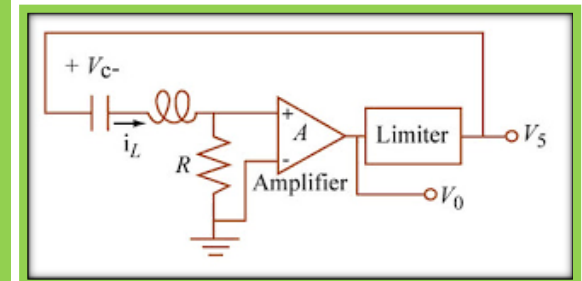 + Vc-
iL
R
+
A
-
Amplifier
Limiter
V5
V0